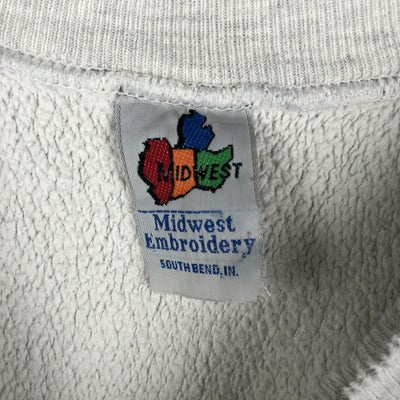 MIDWEST
Midwest
Embroidery
SOUTH BEND, IN.